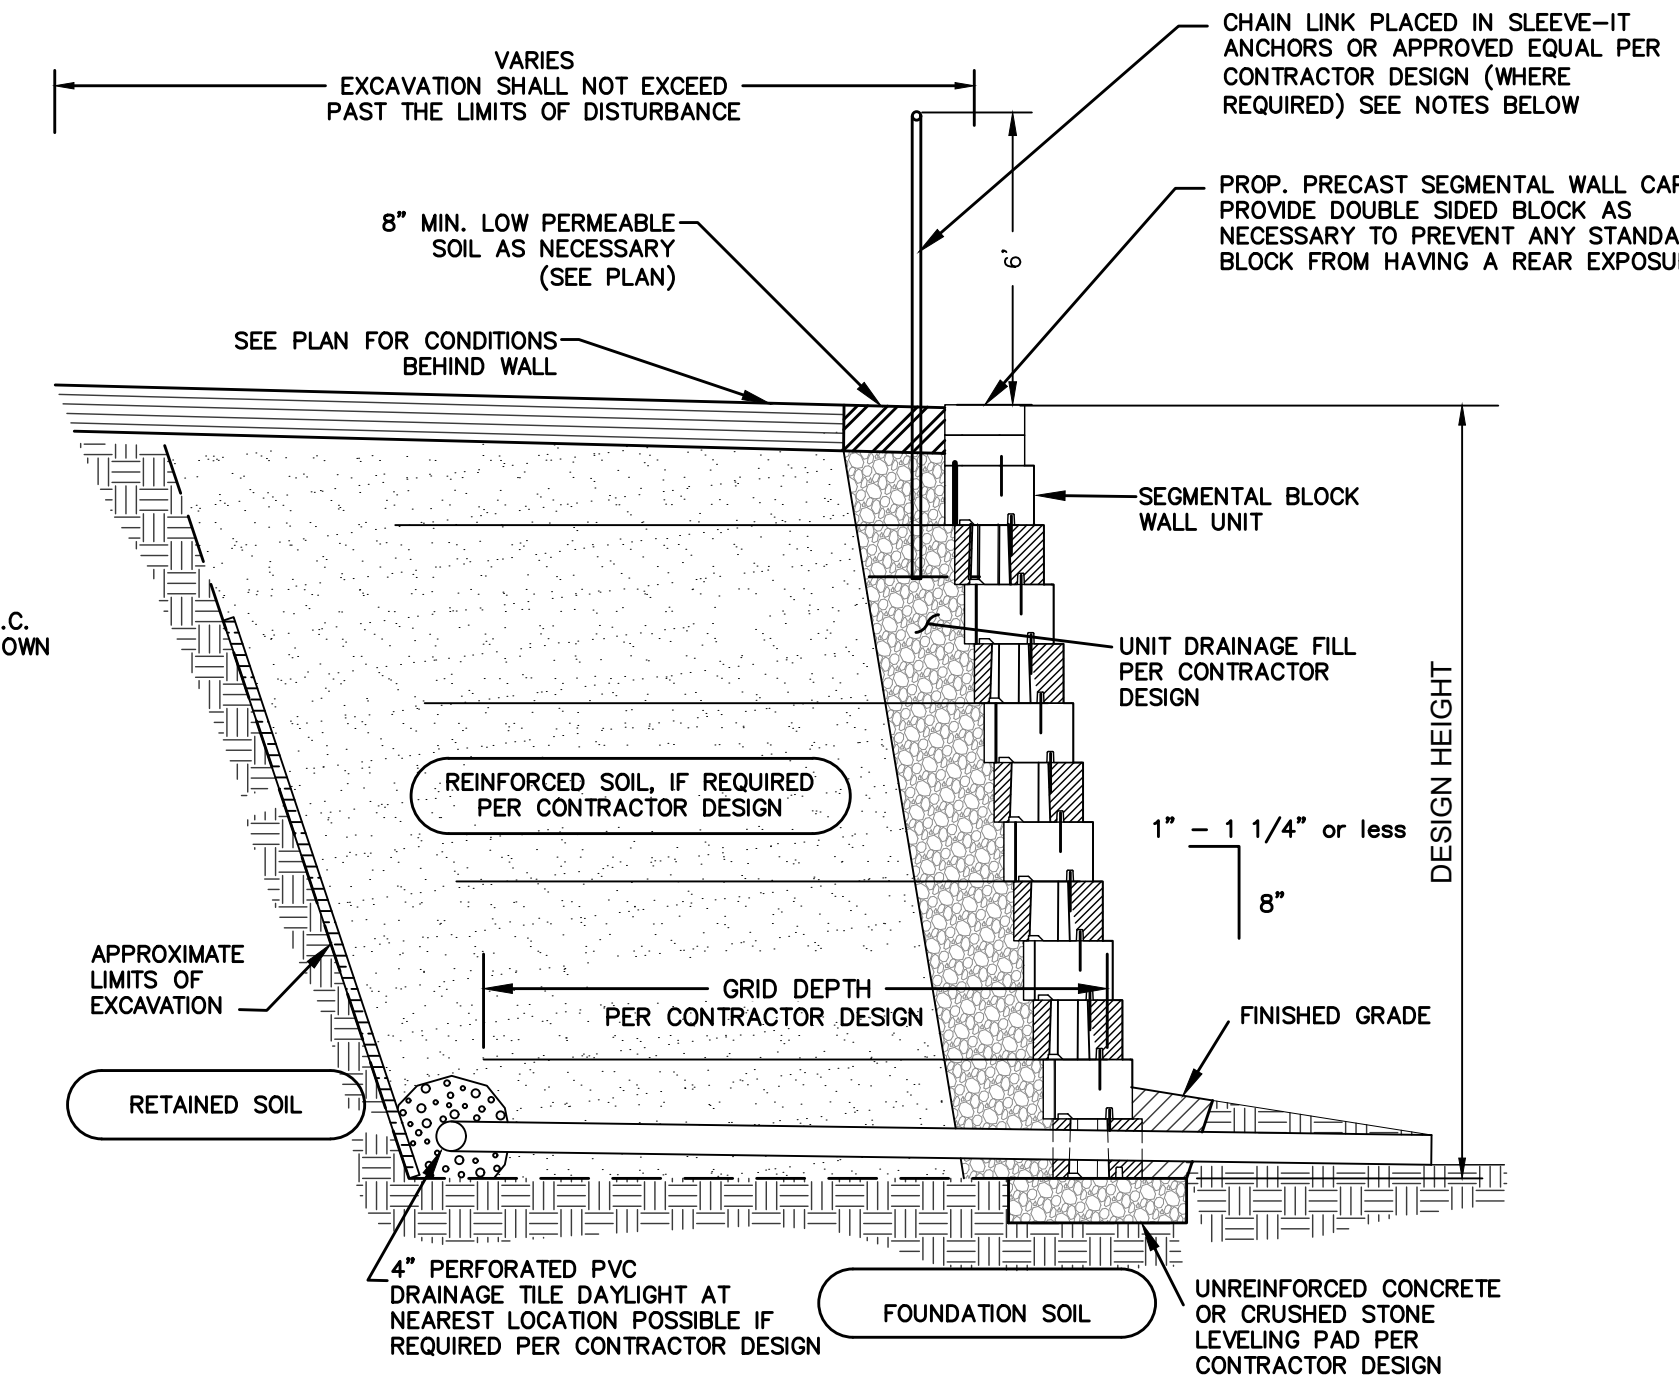 CHAIN LINK PLACED IN SLEEVE-IT
ANCHORS OR APPROVED EQUAL PER
CONTRACTOR DESIGN (WHERE
REQUIRED) SEE NOTES BELOW
VARIES
EXCAVATION SHALL NOT EXCEED
PAST THE LIMITS OF DISTURBANCE
PROP. PRECAST SEGMENTAL WALL CAP
PROVIDE DOUBLE SIDED BLOCK AS
NECESSARY TO PREVENT ANY STANDA
BLOCK FROM HAVING A REAR EXPOSU
8" MIN. LOW PERMEABLE
SOIL AS NECESSARY
(SEE PLAN)
6'
SEE PLAN FOR CONDITIONS
BEHIND WALL
SEGMENTAL BLOCK
WALL UNIT
.C.
OWN
UNIT DRAINAGE FILL
PER CONTRACTOR
DESIGN
DESIGN HEIGHT
REINFORCED SOIL, IF REQUIRED
PER CONTRACTOR DESIGN
1" - 1 1/4" or less
8"
APPROXIMATE
LIMITS OF
EXCAVATION
GRID DEPTH
PER CONTRACTOR DESIGN
FINISHED GRADE
RETAINED SOIL
4" PERFORATED PVC
DRAINAGE TILE DAYLIGHT AT
NEAREST LOCATION POSSIBLE IF
REQUIRED PER CONTRACTOR DESIGN
FOUNDATION SOIL
UNREINFORCED CONCRETE
OR CRUSHED STONE
LEVELING PAD PER
CONTRACTOR DESIGN